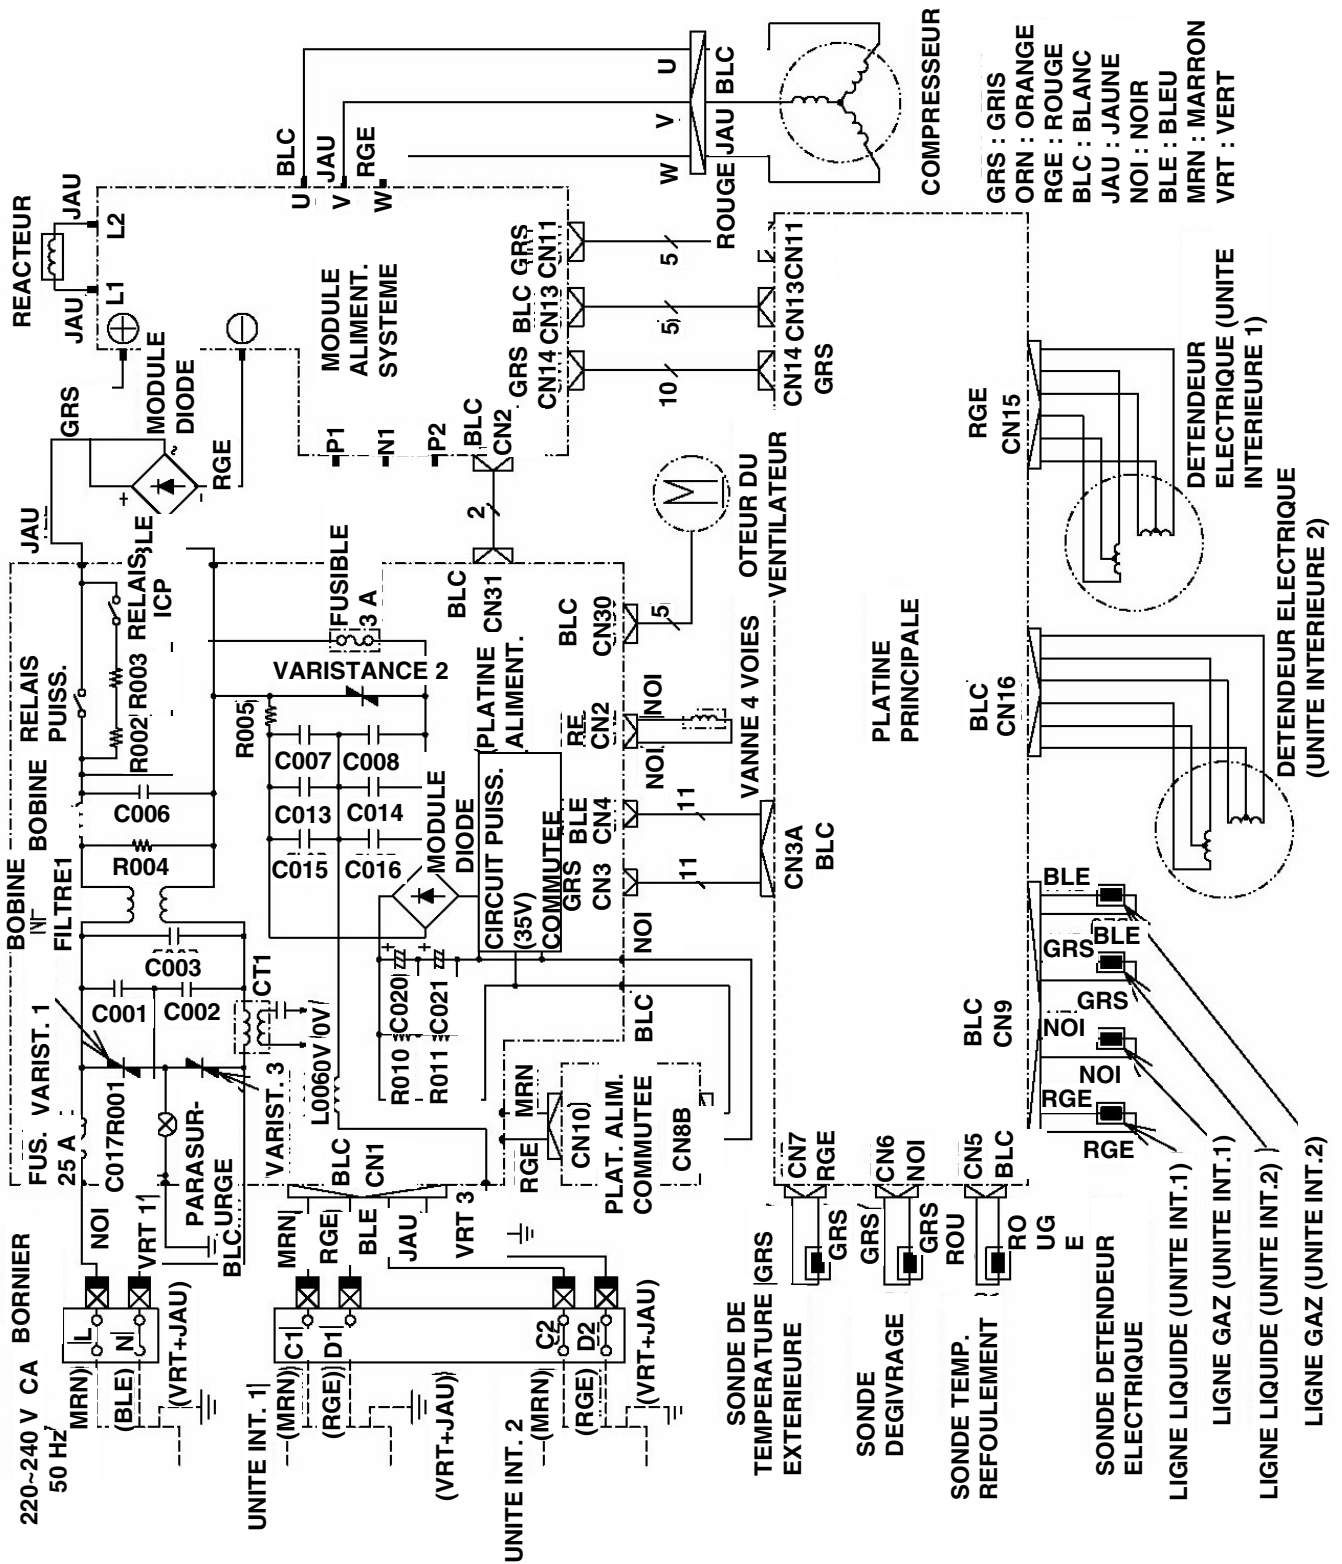 REACTEUR
JAU
JAU
L1
L2
GRS
MODULE
DIODE
RGE
JAU
MODULE
ALIMENT.
SYSTEME
U
V
W
BLC
JAU
RGE
P1
N1
P2
BLC
CN2
GRS
CN14
BLC
CN13
GRS
CN11
U
V
W
BLC
JAU
ROUGE
COMPRESSEUR
GRS : GRIS
ORN : ORANGE
RGE : ROUGE
BLC : BLANC
JAU : JAUNE
NOI : NOIR
BLE : BLEU
MRN : MARRON
VRT : VERT
5
5
10
2
CN11
CN13
CN14
GRS
RELAIS
PUISS.
RELAIS
ICP
R002
R003
BOBINE
BOBINE
FILTRE1
C006
R004
C003
C001
C002
CT1
VARIST. 1
FUS.
25 A
C017
R001
PARASUR-
URGE
VARIST. 3
L006
0V
0V
FUSIBLE
3 A
VARISTANCE 2
R005
C007
C008
C013
C014
C015
C016
MODULE
DIODE
PLATINE
ALIMENT.
CIRCUIT PUISS.
(35V)
COMMUTEE
C020
C021
R010
R011
BLC
CN31
BLC
CN30
CN2
BLE
CN4
GRS
CN3
NOI
BLC
5
M
OTEUR DU
VENTILATEUR
NOI
NOI
VANNE 4 VOIES
11
11
CN3A
BLC
PLATINE
PRINCIPALE
RGE
CN15
BLC
CN16
BLC
CN9
DETENDEUR
ELECTRIQUE (UNITE
INTERIEURE 1)
DETENDEUR ELECTRIQUE
(UNITE INTERIEURE 2)
BLE
BLE
GRS
GRS
NOI
NOI
RGE
RGE
MRN
RGE
CN10
PLAT. ALIM.
COMMUTEE
CN8B
CN7
RGE
CN6
NOI
CN5
BLC
GRS
GRS
GRS
GRS
ROU
RO
UG
E
BLC
CN1
MRN
RGE
BLE
JAU
VRT 3
NOI
VRT 1
BLC
BORNIER
220~240 V CA
50 Hz
L
N
MRN)
(BLE)
(VRT+JAU)
C1
D1
C2
D2
UNITE INT. 1
(MRN)
(RGE)
(VRT+JAU)
UNITE INT. 2
(MRN)
(RGE)
(VRT+JAU)
SONDE DE
TEMPERATURE
EXTERIEURE
SONDE
DEGIVRAGE
SONDE TEMP.
REFOULEMENT
SONDE DETENDEUR
ELECTRIQUE
LIGNE LIQUIDE (UNITE INT.1)
LIGNE GAZ (UNITE INT.1)
LIGNE LIQUIDE (UNITE INT.2)
LIGNE GAZ (UNITE INT.2)